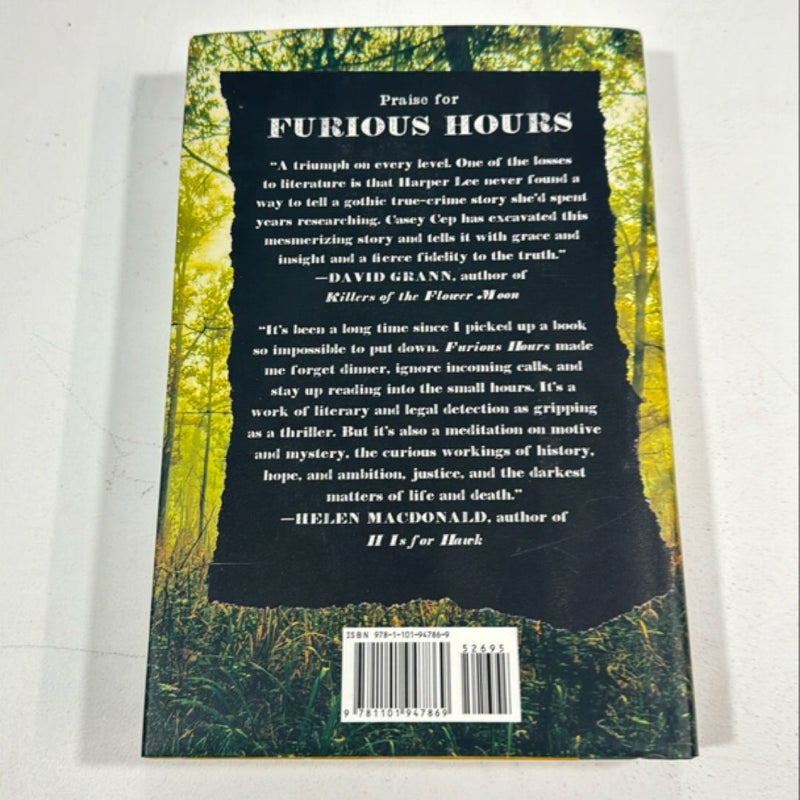 Praise for
FURIOUS HOURS
“A triumph on every level. One of the losses
to literature is that Harper Lee never found a
way to tell a gothic true-crime story she’d spent
years researching. Casey Cep has excavated this
mesmerizing story and tells it with grace and
insight and a fierce fidelity to the truth.”
—DAVID GRANN, author of
Killers of the Flower Moon
“It’s been a long time since I picked up a book
so impossible to put down. Furious Hours made
me forget dinner, ignore incoming calls, and
stay up reading into the small hours. It’s a
work of literary and legal detection as gripping
as a thriller. But it’s also a meditation on motive
and mystery, the curious workings of history,
hope, and ambition, justice, and the darkest
matters of life and death.”
—HELEN MACDONALD, author of
H Is for Hawk
ISBN 978-1-101-94786-9
52695
9 781101 947869